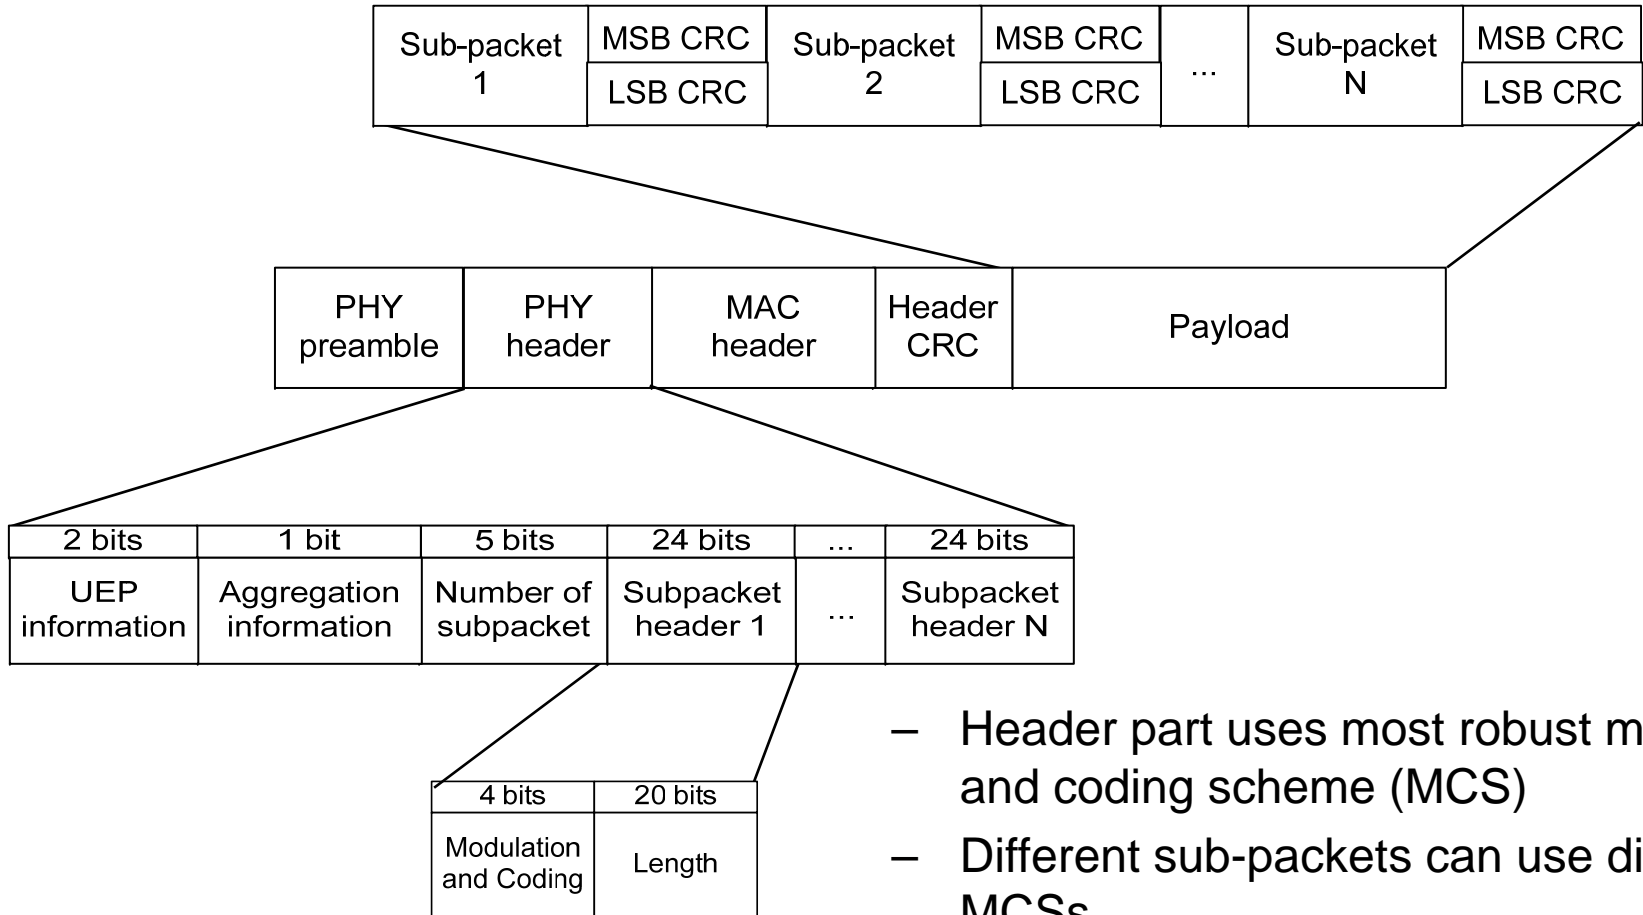 Sub-packet 1 MSB CRC LSB CRC Sub-packet 2 MSB CRC LSB CRC ... Sub-packet N MSB CRC LSB CRC
PHY preamble PHY header MAC header Header CRC Payload
2 bits 1 bit 5 bits 24 bits ... 24 bits
UEP information Aggregation information Number of subpacket Subpacket header 1 ... Subpacket header N
4 bits 20 bits
Modulation and Coding Length
– Header part uses most robust
and coding scheme (MCS)
– Different sub-packets can use
MCSs